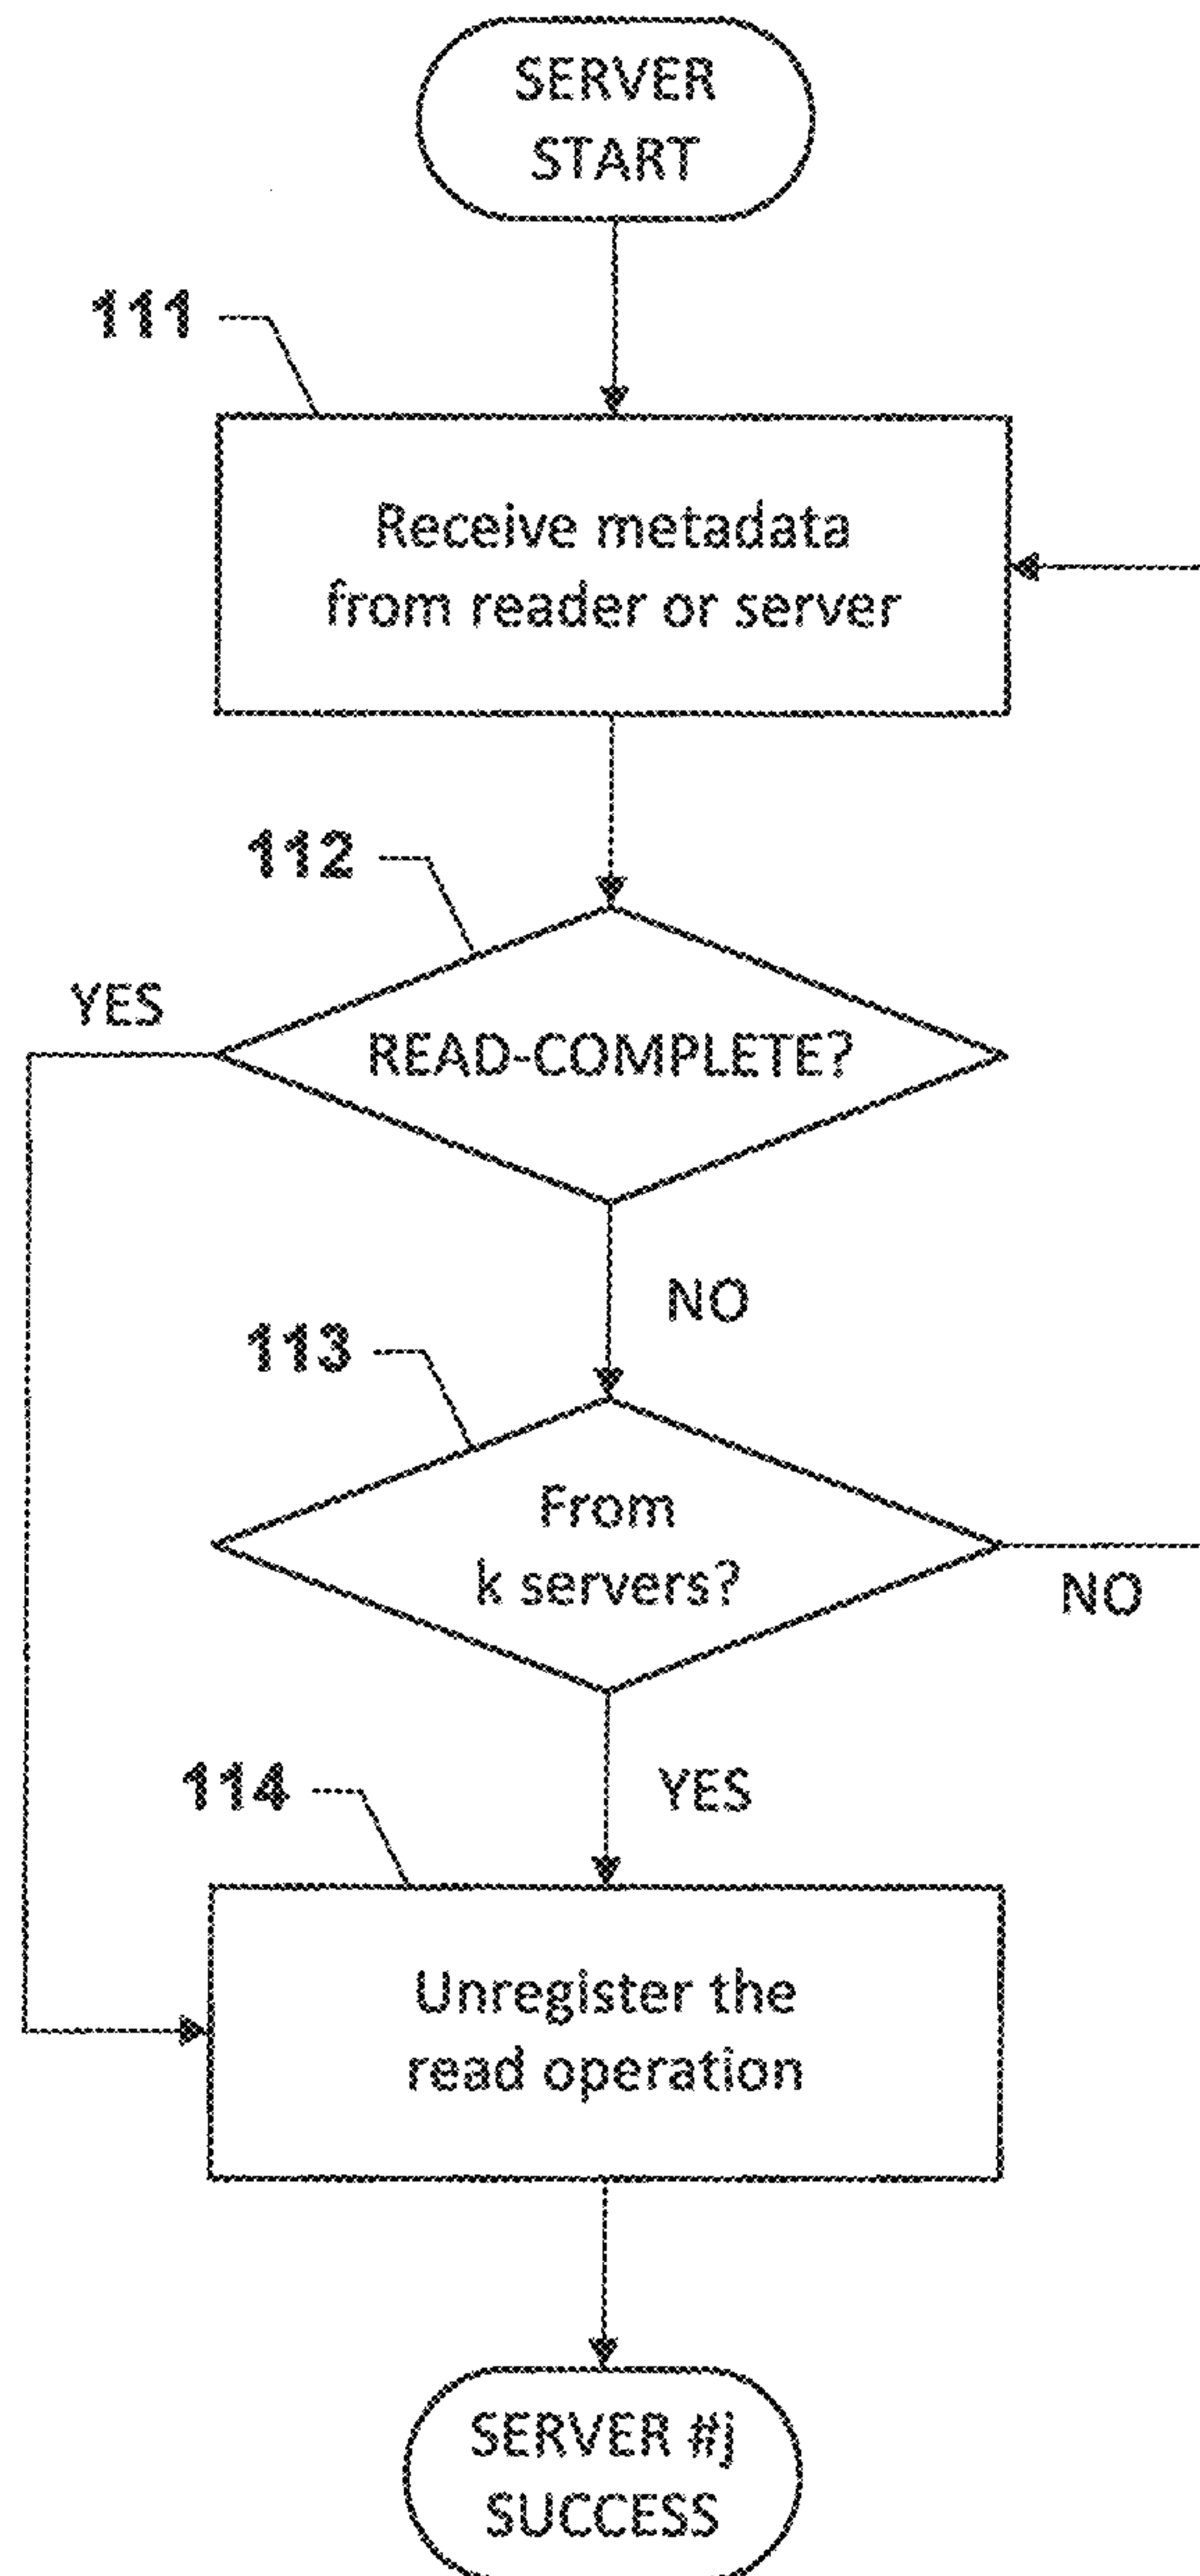 SERVER
START
111
Receive metadata
from reader or server
112
YES
READ-COMPLETE?
NO
113
From
k servers?
NO
114
YES
Unregister the
read operation
SERVER #j
SUCCESS